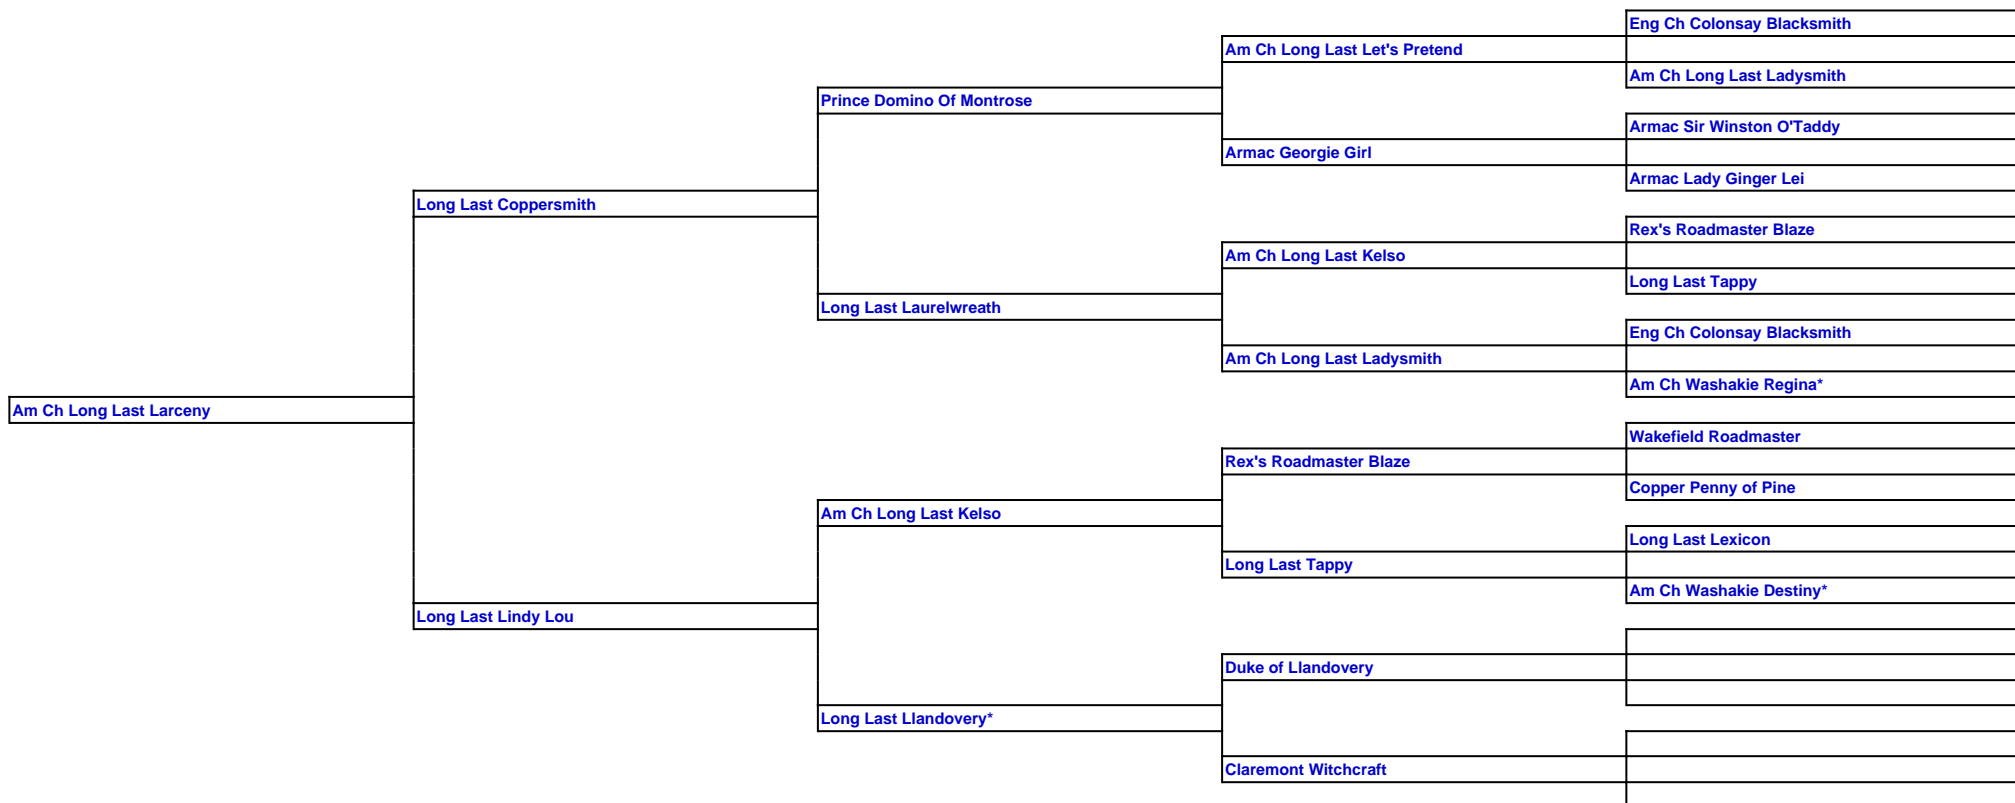 Eng Ch Colonsay Blacksmith
Am Ch Long Last Let's Pretend
Am Ch Long Last Ladysmith
Prince Domino Of Montrose
Armac Sir Winston O'Taddy
Armac Georgie Girl
Armac Lady Ginger Lei
Long Last Coppersmith
Rex's Roadmaster Blaze
Am Ch Long Last Kelso
Long Last Tappy
Long Last Laurelwreath
Eng Ch Colonsay Blacksmith
Am Ch Long Last Ladysmith
Am Ch Washakie Regina*
Am Ch Long Last Larceny
Wakefield Roadmaster
Rex's Roadmaster Blaze
Copper Penny of Pine
Am Ch Long Last Kelso
Long Last Lexicon
Long Last Tappy
Am Ch Washakie Destiny*
Long Last Lindy Lou
Duke of Llandovery
Long Last Llandovery*
Claremont Witchcraft